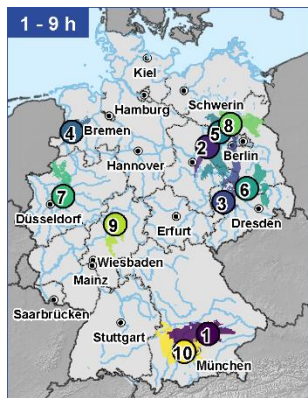 1 - 9 h
Kiel
Hamburg
Schwerin
4
Bremen
5
8
2
Berlin
Hannover
7
3
6
Düsseldorf
9
Erfurt
Dresden
Wiesbaden
Mainz
Saarbrücken
Stuttgart
1
10
München